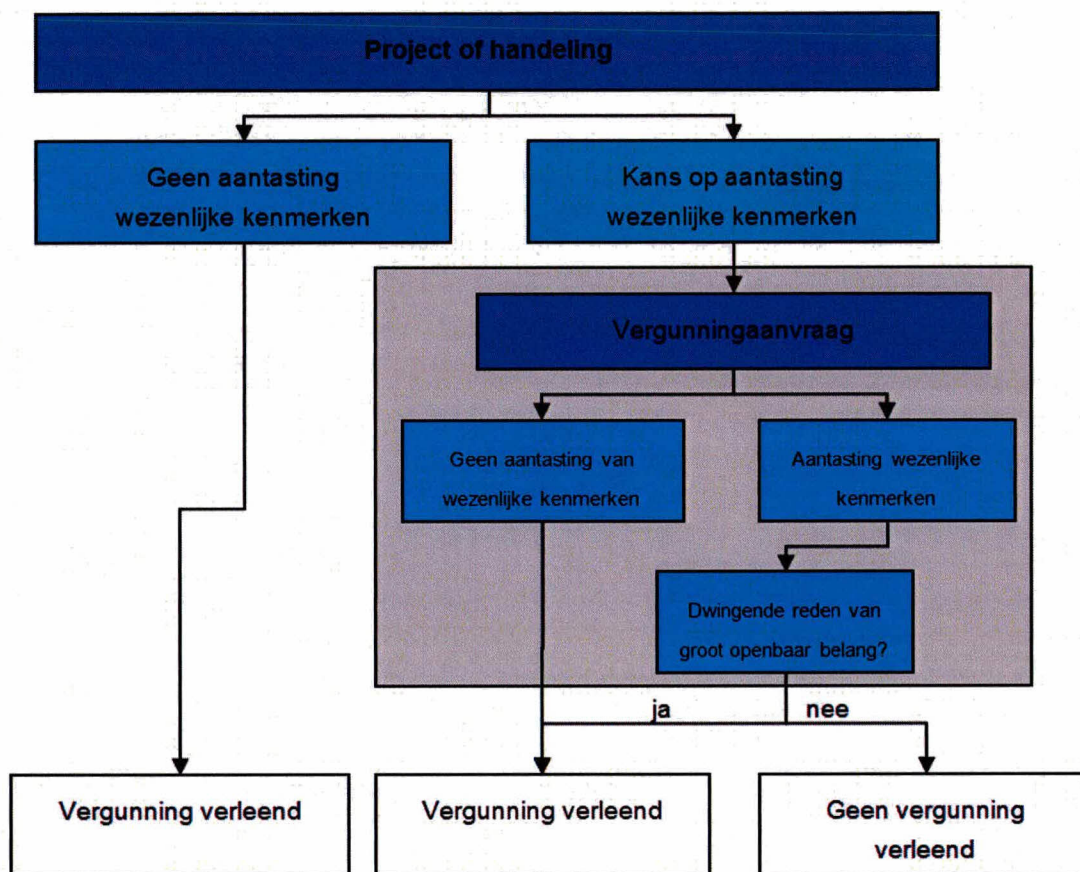 Project of handeling
Geen aantasting
wezenlijke kenmerken
Kans op aantasting
wezenlijke kenmerken
Vergunningaanvraag
Geen aantasting van
wezenlijke kenmerken
Aantasting wezenlijke
kenmerken
Dwingende reden van
groot openbaar belang?
ja
nee
Vergunning verleend
Vergunning verleend
Geen vergunning
verleend